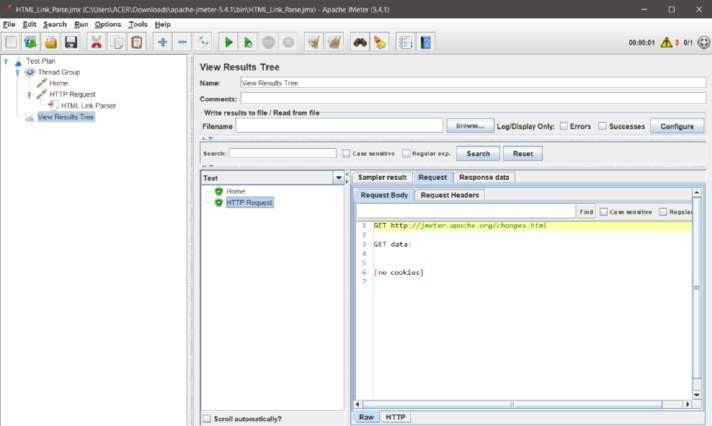 HTML_Link_Parse.jmx (C:\Users\ACER\Downloads\apache-jmeter-5.4.1\bin\HTML_Link_Parse.jmx) - Apache JMeter (5.4.1)
File Edit Search Run Options Tools Help
00:00:01 3 0/1
Test Plan
Thread Group
Home
HTTP Request
HTML Link Parser
View Results Tree
View Results Tree
Name: View Results Tree
Comments:
Write results to file / Read from file
Filename Browse... Log/Display Only: Errors Successes Configure
Search: Case sensitive Regular exp. Search Reset
Text
Home
HTTP Request
Scroll automatically?
Sampler result Request Response data
Request Body Request Headers
Find Case sensitive Regular
1 GET http://jmeter.apache.org/changes.html
2
3 GET data:
4
5
6 [no cookies]
7
Raw HTTP